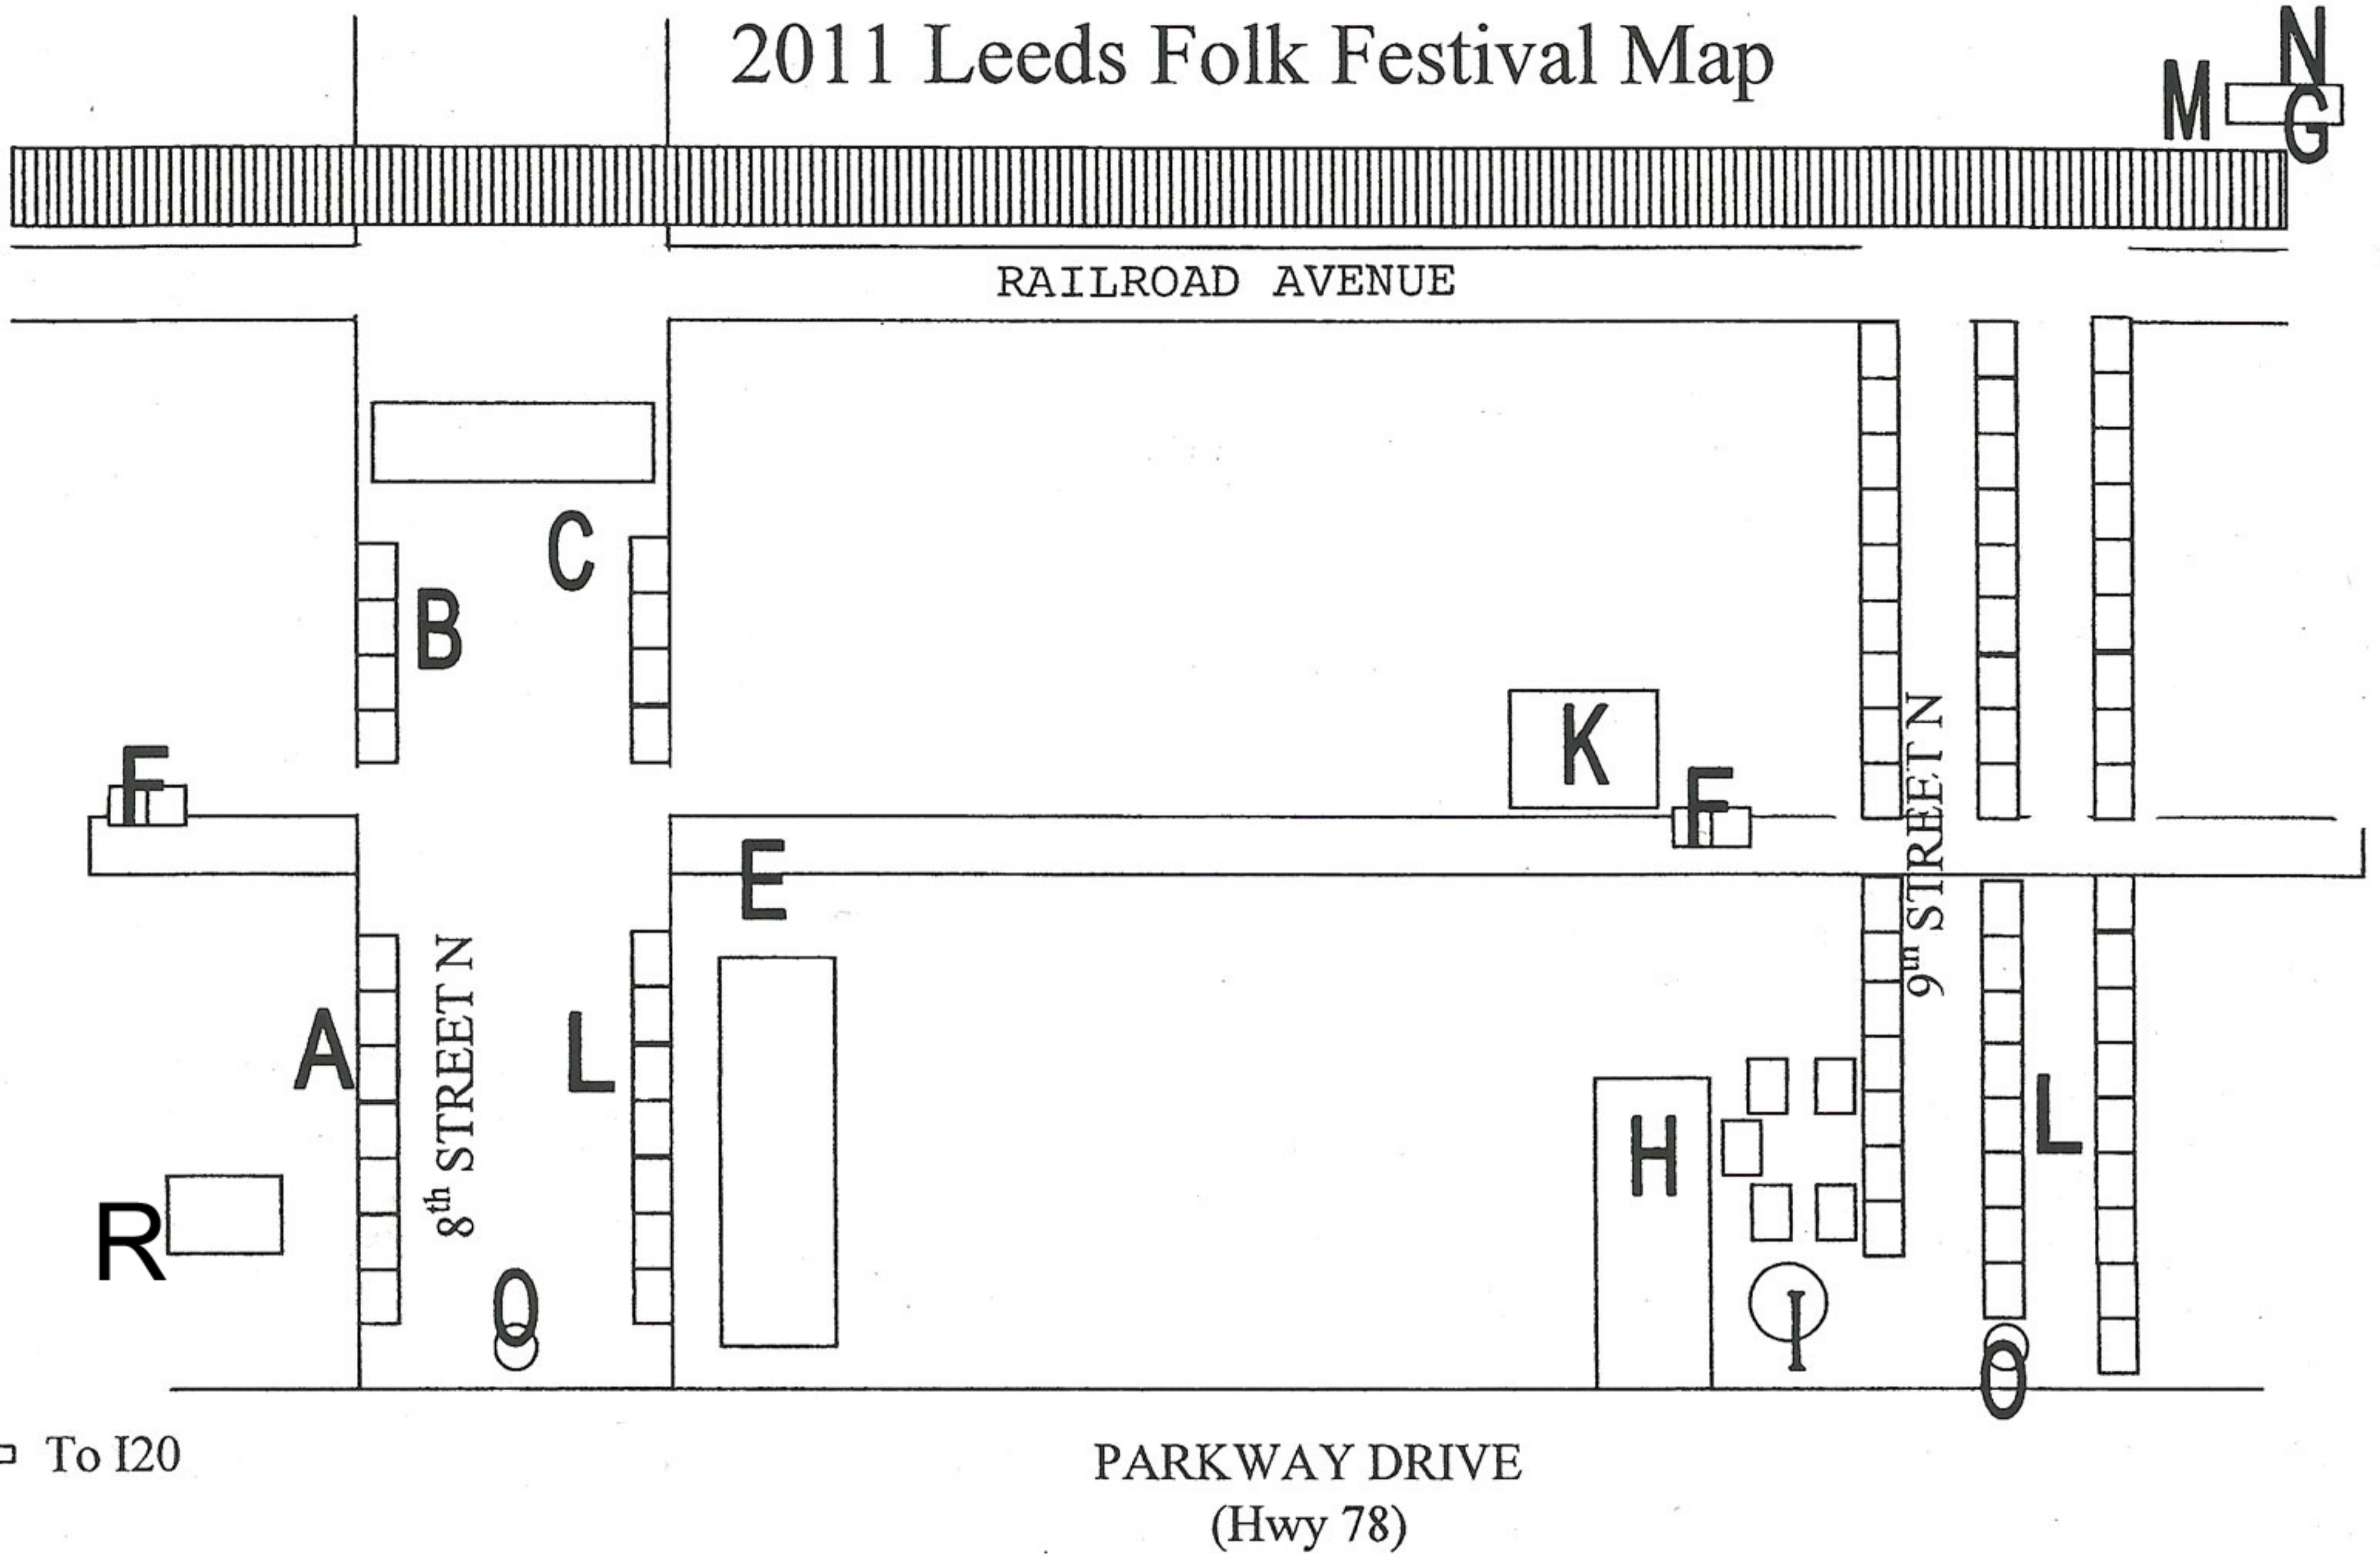 2011 Leeds Folk Festival Map
N
M
G
RAILROAD AVENUE
C
B
K
F
F
E
9th STREET N
8th STREET N
A
L
L
H
R
O
I
O
To I20
PARKWAY DRIVE
(Hwy 78)